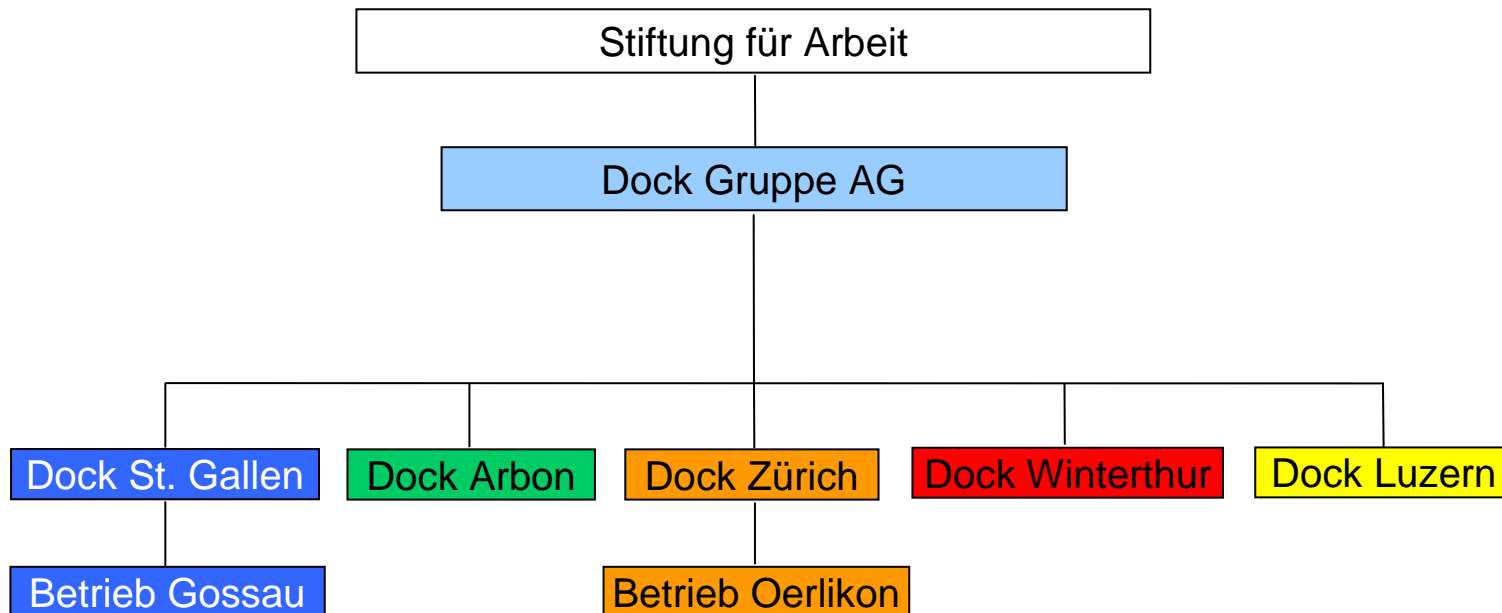 Stiftung für Arbeit
Dock Gruppe AG
Dock St. Gallen
Dock Arbon
Dock Zürich
Dock Winterthur
Dock Luzern
Betrieb Gossau
Betrieb Oerlikon